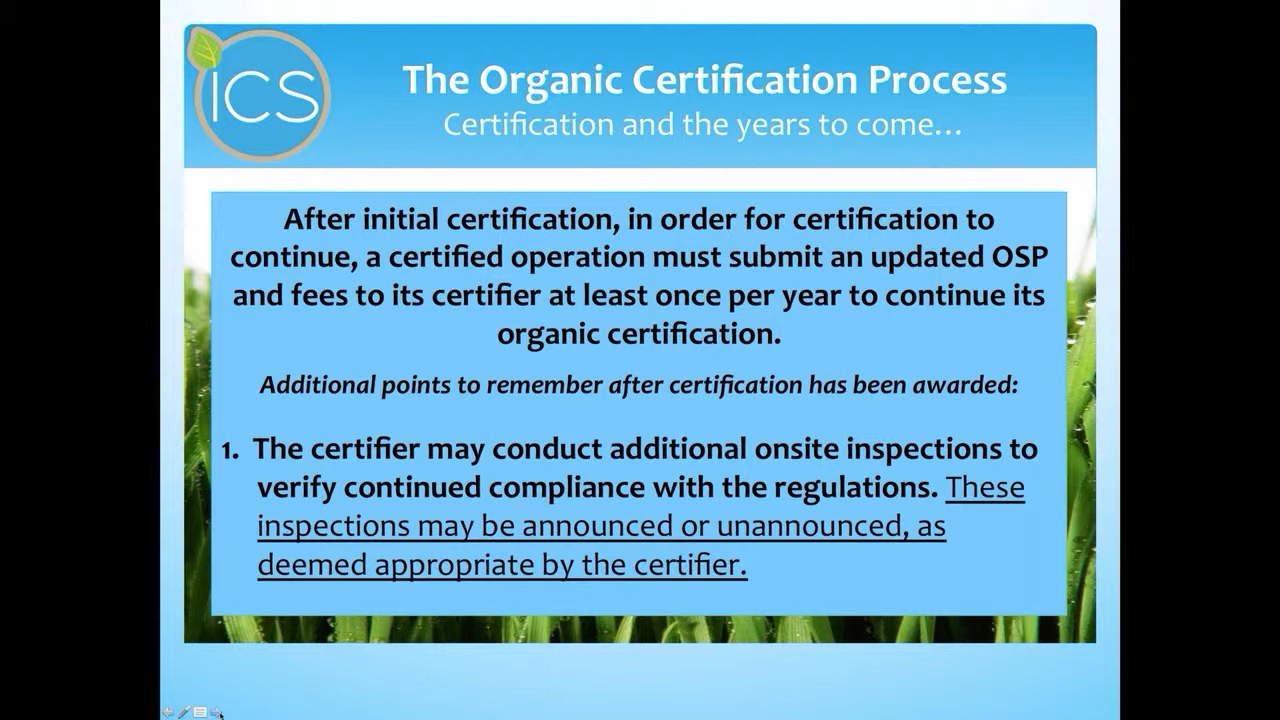 ICS
The Organic Certification Process
Certification and the years to come…
After initial certification, in order for certification to
continue, a certified operation must submit an updated OSP
and fees to its certifier at least once per year to continue its
organic certification.
Additional points to remember after certification has been awarded:
1. The certifier may conduct additional onsite inspections to
verify continued compliance with the regulations. These
inspections may be announced or unannounced, as
deemed appropriate by the certifier.